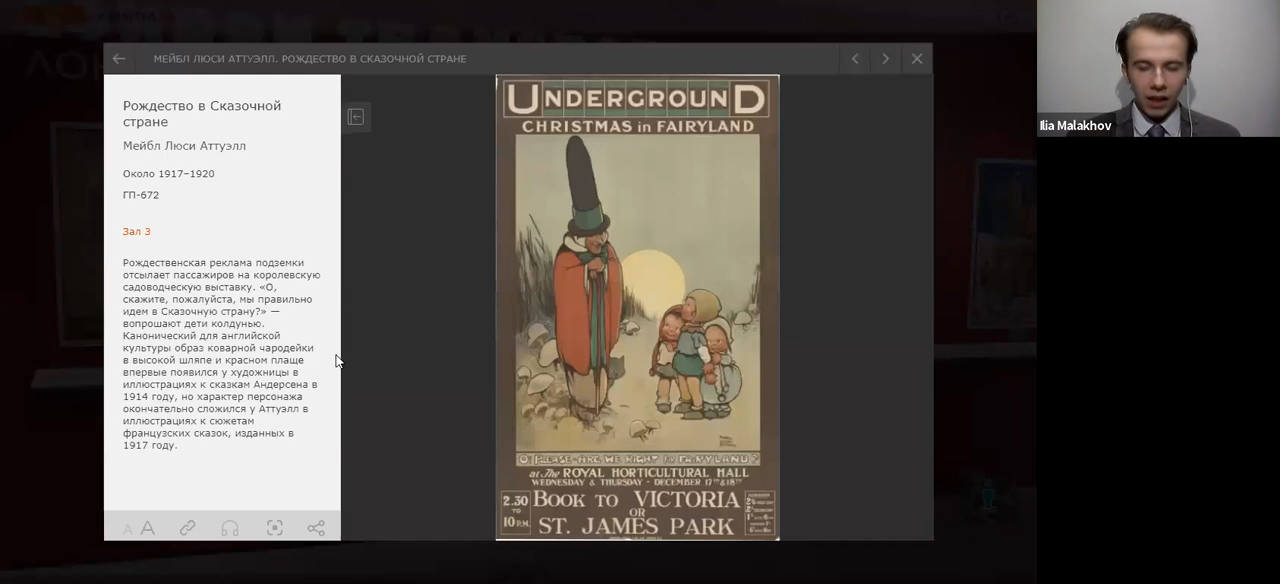 МЕЙБЛ ЛЮСИ АТТУЭЛЛ. РОЖДЕСТВО В СКАЗОЧНОЙ СТРАНЕ
Рождество в Сказочной
стране
Мейбл Люси Аттуэлл
Около 1917–1920
ГП-672
Зал 3
Рождественская реклама подземки
отсылает пассажиров на королевскую
садоводческую выставку. «О,
скажите, пожалуйста, мы правильно
идем в Сказочную страну?» —
вопрошают дети колдунью.
Канонический для английской
культуры образ коварной чародейки
в высокой шляпе и красном плаще
впервые появился у художницы в
иллюстрациях к сказкам Андерсена в
1914 году, но характер персонажа
окончательно сложился у Аттуэлл в
иллюстрациях к сюжетам
французских сказок, изданных в
1917 году.
A A
UNDERGROUND
CHRISTMAS in FAIRYLAND
O PLEASE-ARE WE RIGHT for FAIRYLAND?
at The ROYAL HORTICULTURAL HALL
WEDNESDAY & THURSDAY - DECEMBER 17TH & 18TH
2.30 TO 10 P.M.
BOOK TO VICTORIA
OR
ST. JAMES PARK
Ilia Malakhov